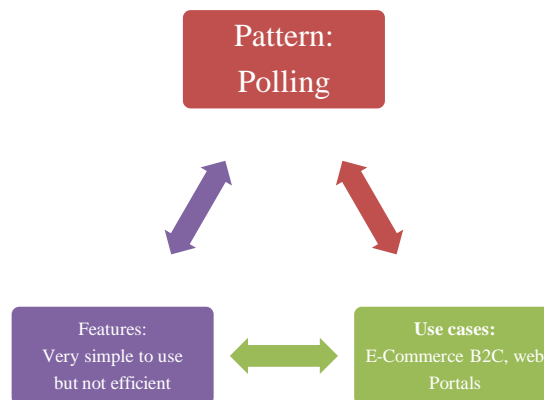 Pattern:
Polling
Features:
Very simple to use
but not efficient
Use cases:
E-Commerce B2C, web
Portals